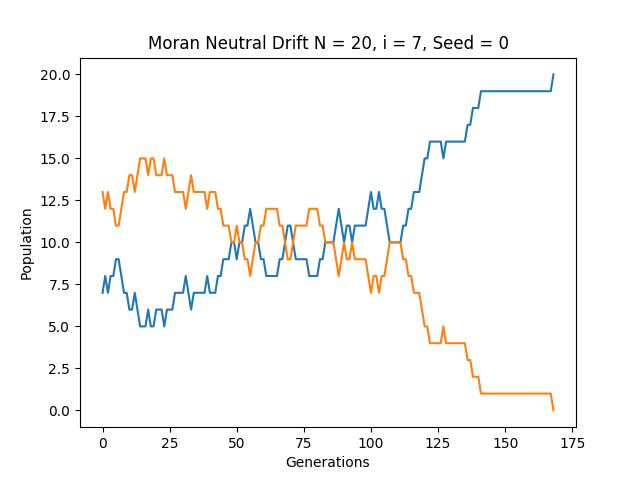 Moran Neutral Drift N = 20, i = 7, Seed = 0
20.0
17.5
15.0
12.5
10.0
7.5
5.0
2.5
0.0
Population
0 25 50 75 100 125 150 175
Generations